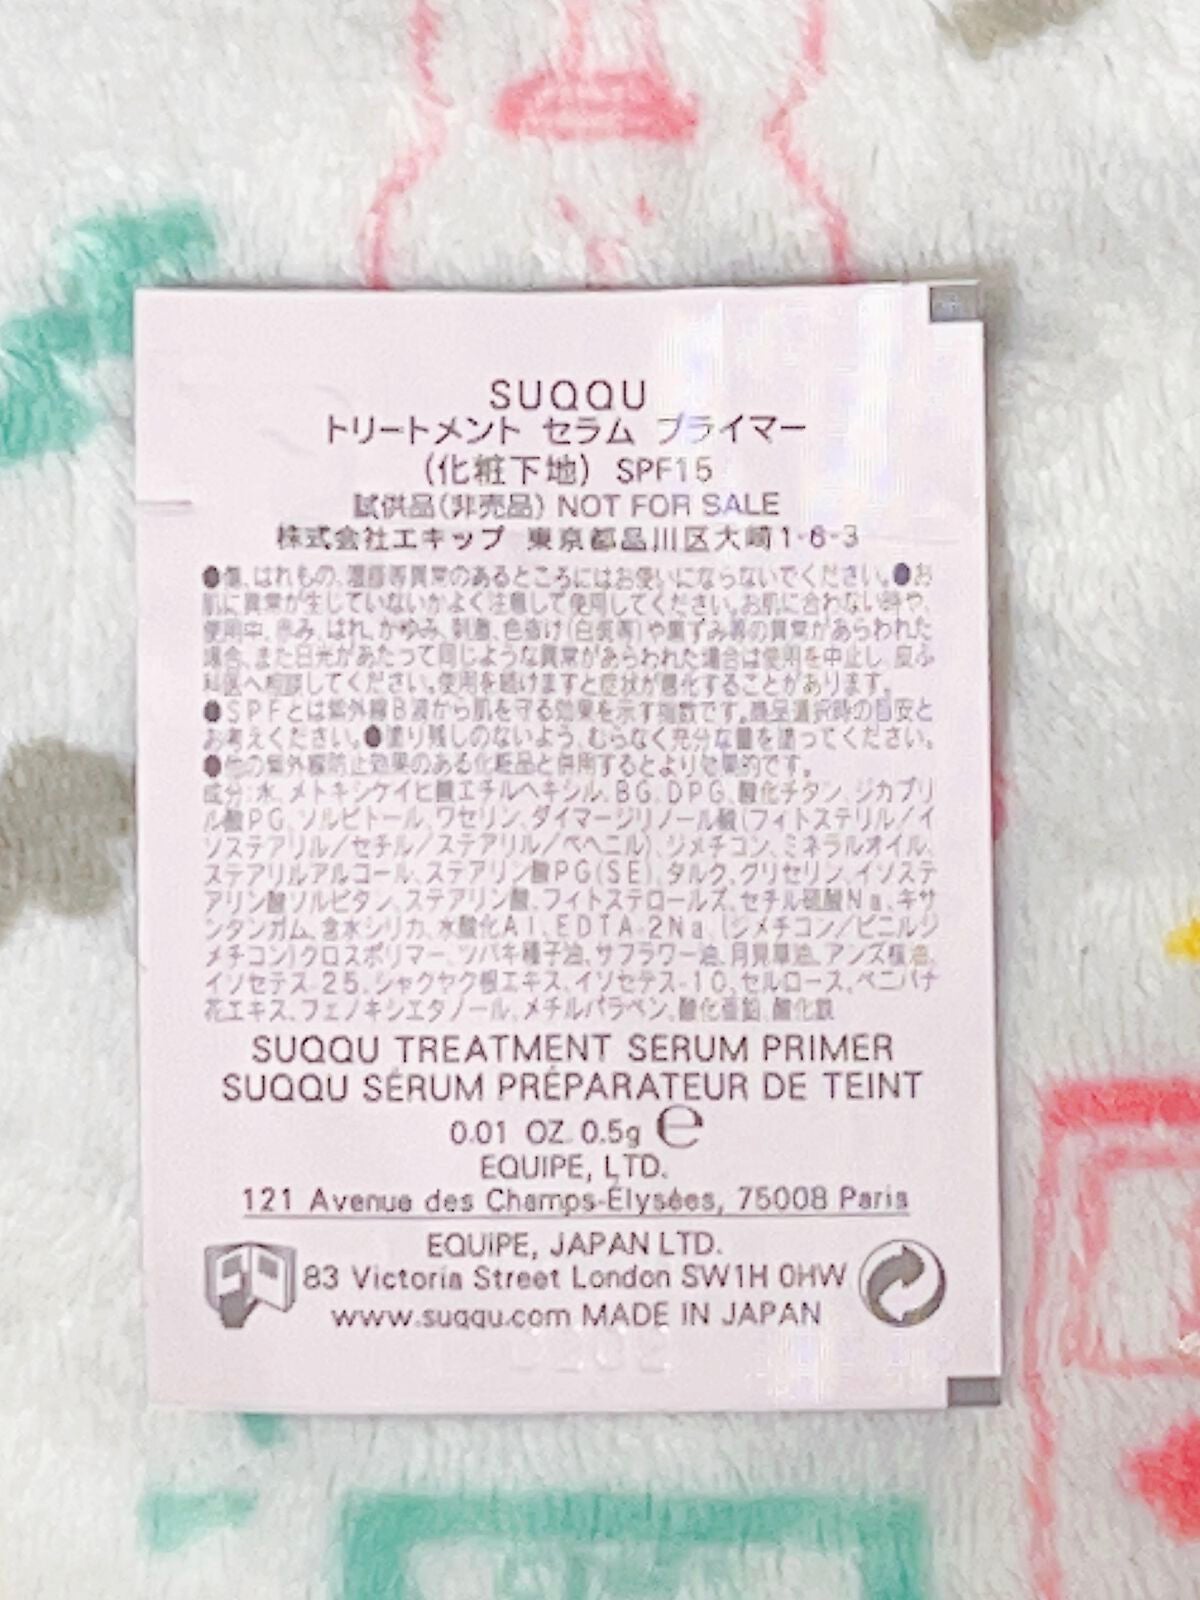 SUQQU
トリートメント セラム プライマー
（化粧下地） SPF15
試供品（非売品） NOT FOR SALE
株式会社エキップ 東京都品川区大崎1-6-3
●傷、はれもの、湿疹等異常のあるところにはお使いにならないでください。●お
肌に異常が生じていないかよく注意して使用してください。お肌に合わない時や、
使用中、赤み、はれ、かゆみ、刺激、色抜け（白斑等）や黒ずみ等の異常があらわれた
場合、また日光があたって同じような異常があらわれた場合は使用を中止し、皮ふ
科医へ相談してください。使用を続けますと症状が悪化することがあります。
●SPFとは紫外線B波から肌を守る効果を示す指数です。商品選択時の目安と
お考えください。●塗り残しのないよう、むらなく充分な量を塗ってください。
●他の紫外線防止効果のある化粧品と併用するとより効果的です。
成分:水、メトキシケイヒ酸エチルヘキシル、BG、DPG、酸化チタン、ジカプリ
ル酸PG、ソルビトール、ワセリン、ダイマージリノール酸（フィトステリル/イ
ソステアリル/セチル/ステアリル/ベヘニル）、ジメチコン、ミネラルオイル、
ステアリルアルコール、ステアリン酸PG（SE）、タルク、グリセリン、イソステ
アリン酸ソルビタン、ステアリン酸、フィトステロールズ、セチル硫酸Na、キサ
ンタンガム、含水シリカ、水酸化Al、EDTA-2Na、（ジメチコン/ビニルジ
メチコン）クロスポリマー、ツバキ種子油、サフラワー油、月見草油、アンズ核油、
イソセテス-25、シャクヤク根エキス、イソセテス-10、セルロース、ベニバナ
花エキス、フェノキシエタノール、メチルパラベン、酸化亜鉛、酸化鉄
SUQQU TREATMENT SERUM PRIMER
SUQQU SÉRUM PRÉPARATEUR DE TEINT
0.01 OZ. 0.5g ℮
EQUIPE, LTD.
121 Avenue des Champs-Élysées, 75008 Paris
EQUIPE, JAPAN LTD.
83 Victoria Street London SW1H 0HW
www.suqqu.com MADE IN JAPAN